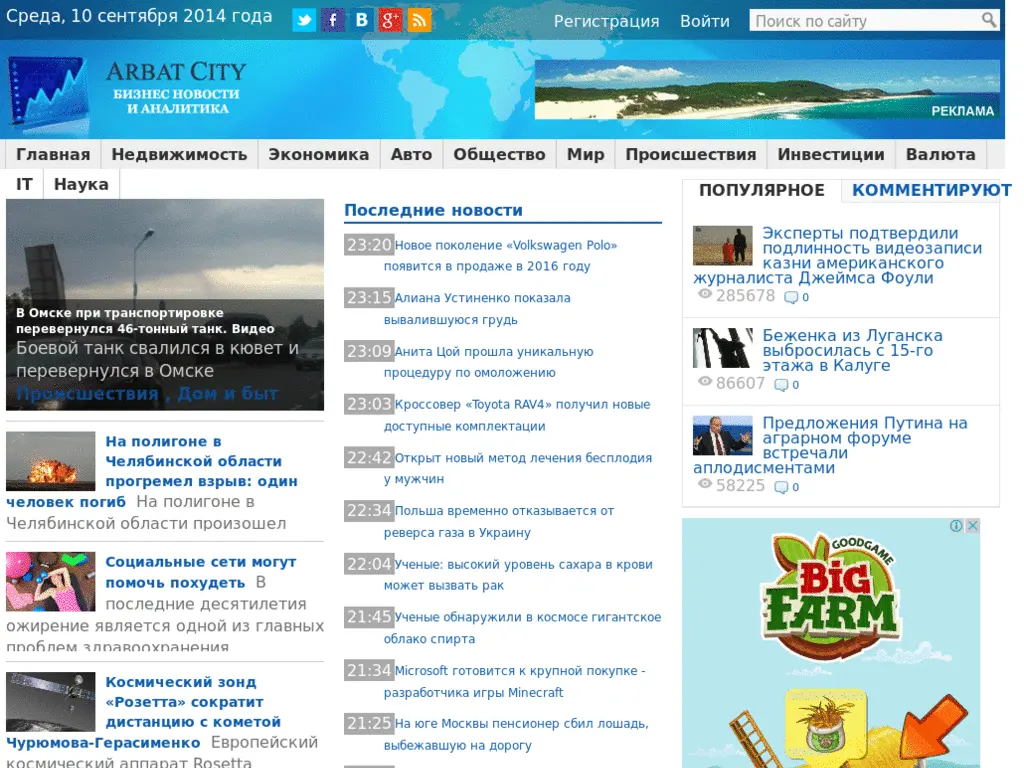 Среда, 10 сентября 2014 года
Регистрация
Войти
Поиск по сайту
ARBAT CITY
БИЗНЕС НОВОСТИ
И АНАЛИТИКА
РЕКЛАМА
Главная
Недвижимость
Экономика
Авто
Общество
Мир
Происшествия
Инвестиции
Валюта
IT
Наука
В Омске при транспортировке
перевернулся 46-тонный танк. Видео
Боевой танк свалился в кювет и
перевернулся в Омске
Происшествия , Дом и быт
На полигоне в
Челябинской области
прогремел взрыв: один
человек погиб На полигоне в
Челябинской области произошел
Социальные сети могут
помочь похудеть В
последние десятилетия
ожирение является одной из главных
проблем здравоохранения
Космический зонд
«Розетта» сократит
дистанцию с кометой
Чурюмова-Герасименко Европейский
космический аппарат Rosetta
Последние новости
23:20 Новое поколение «Volkswagen Polo»
появится в продаже в 2016 году
23:15 Алиана Устиненко показала
вывалившуюся грудь
23:09 Анита Цой прошла уникальную
процедуру по омоложению
23:03 Кроссовер «Toyota RAV4» получил новые
доступные комплектации
22:42 Открыт новый метод лечения бесплодия
у мужчин
22:34 Польша временно отказывается от
реверса газа в Украину
22:04 Ученые: высокий уровень сахара в крови
может вызвать рак
21:45 Ученые обнаружили в космосе гигантское
облако спирта
21:34 Microsoft готовится к крупной покупке -
разработчика игры Minecraft
21:25 На юге Москвы пенсионер сбил лошадь,
выбежавшую на дорогу
ПОПУЛЯРНОЕ
КОММЕНТИРУЮТ
Эксперты подтвердили
подлинность видеозаписи
казни американского
журналиста Джеймса Фоули
285678 0
Беженка из Луганска
выбросилась с 15-го
этажа в Калуге
86607 0
Предложения Путина на
аграрном форуме
встречали
аплодисментами
58225 0
GOODGAME
BIG
FARM